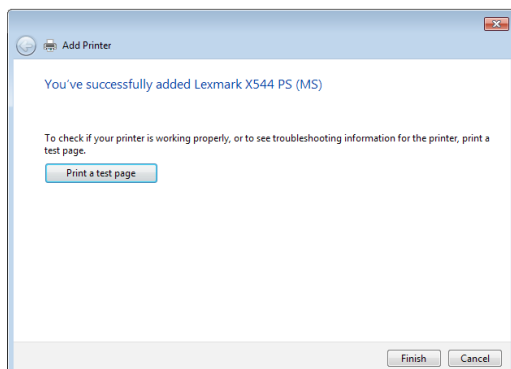 Add Printer
You've successfully added Lexmark X544 PS (MS)
To check if your printer is working properly, or to see troubleshooting information for the printer, print a
test page.
Print a test page
Finish
Cancel